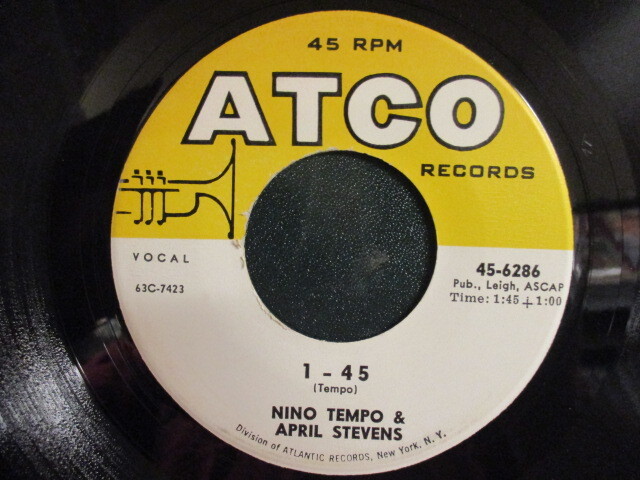 45 RPM
ATCO
RECORDS
VOCAL
63C-7423
45-6286
Pub., Leigh, ASCAP
Time: 1:45 + 1:00
1 - 45
(Tempo)
NINO TEMPO &
APRIL STEVENS
Division of ATLANTIC RECORDS, New York, N. Y.